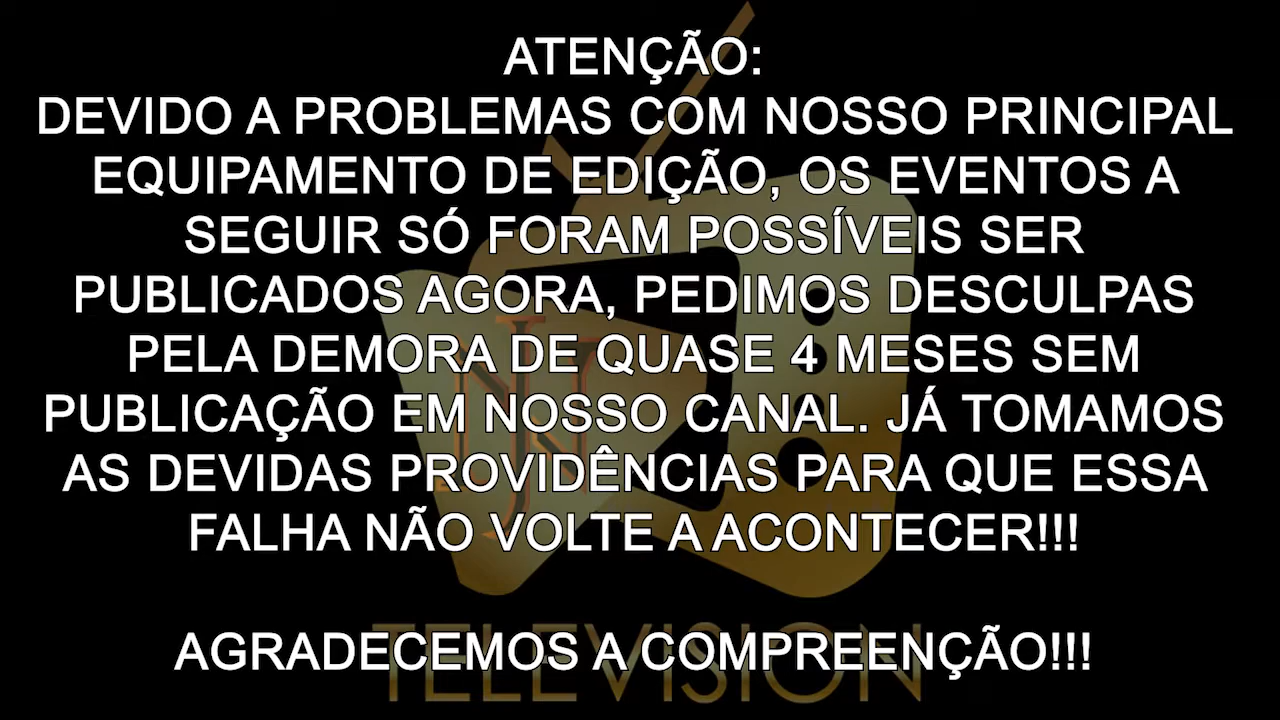 ATENÇÃO:
DEVIDO A PROBLEMAS COM NOSSO PRINCIPAL
EQUIPAMENTO DE EDIÇÃO, OS EVENTOS A
SEGUIR SÓ FORAM POSSÍVEIS SER
PUBLICADOS AGORA, PEDIMOS DESCULPAS
PELA DEMORA DE QUASE 4 MESES SEM
PUBLICAÇÃO EM NOSSO CANAL. JÁ TOMAMOS
AS DEVIDAS PROVIDÊNCIAS PARA QUE ESSA
FALHA NÃO VOLTE A ACONTECER!!!
AGRADECEMOS A COMPREENÇÃO!!!
TELEVISION